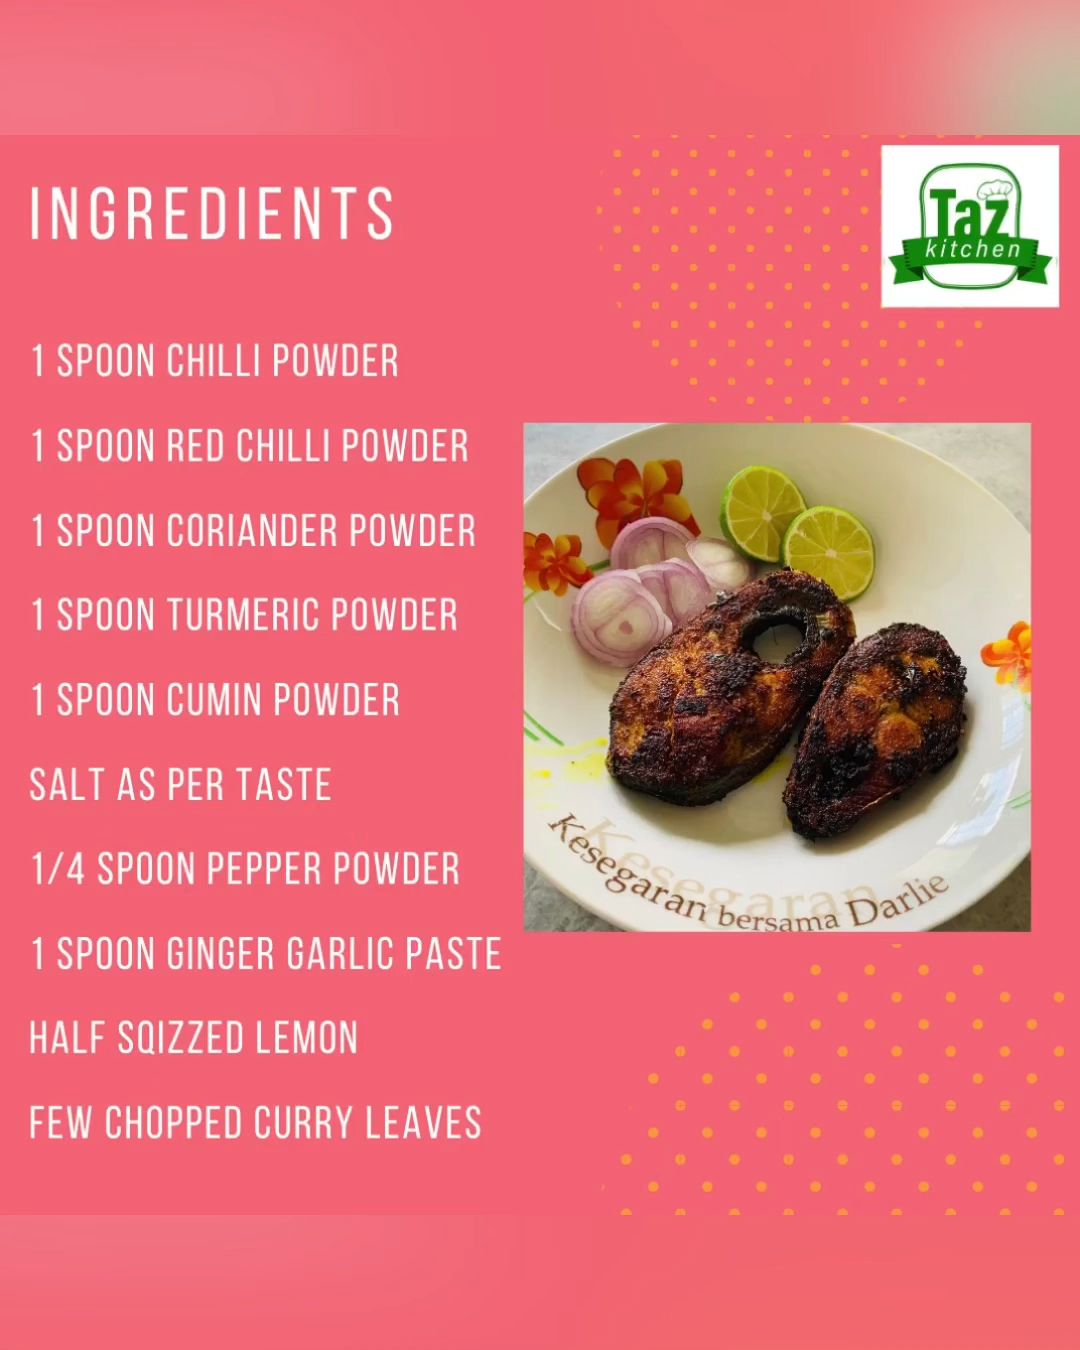 INGREDIENTS
Taz
kitchen
1 SPOON CHILLI POWDER
1 SPOON RED CHILLI POWDER
1 SPOON CORIANDER POWDER
1 SPOON TURMERIC POWDER
1 SPOON CUMIN POWDER
SALT AS PER TASTE
1/4 SPOON PEPPER POWDER
1 SPOON GINGER GARLIC PASTE
HALF SQIZZED LEMON
FEW CHOPPED CURRY LEAVES
Kesegaran
Kesegaran bersama Darlie